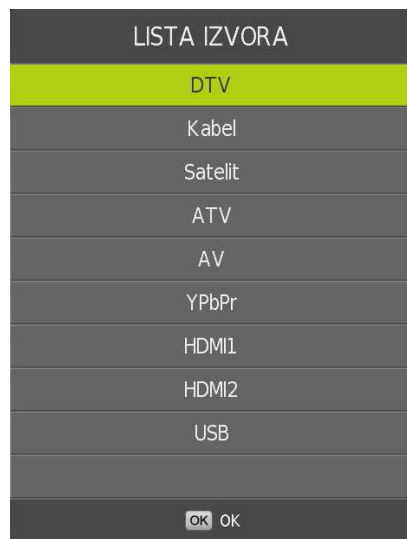 LISTA IZVORA
DTV
Kabel
Satelit
ATV
AV
YPbPr
HDMI1
HDMI2
USB
OK OK